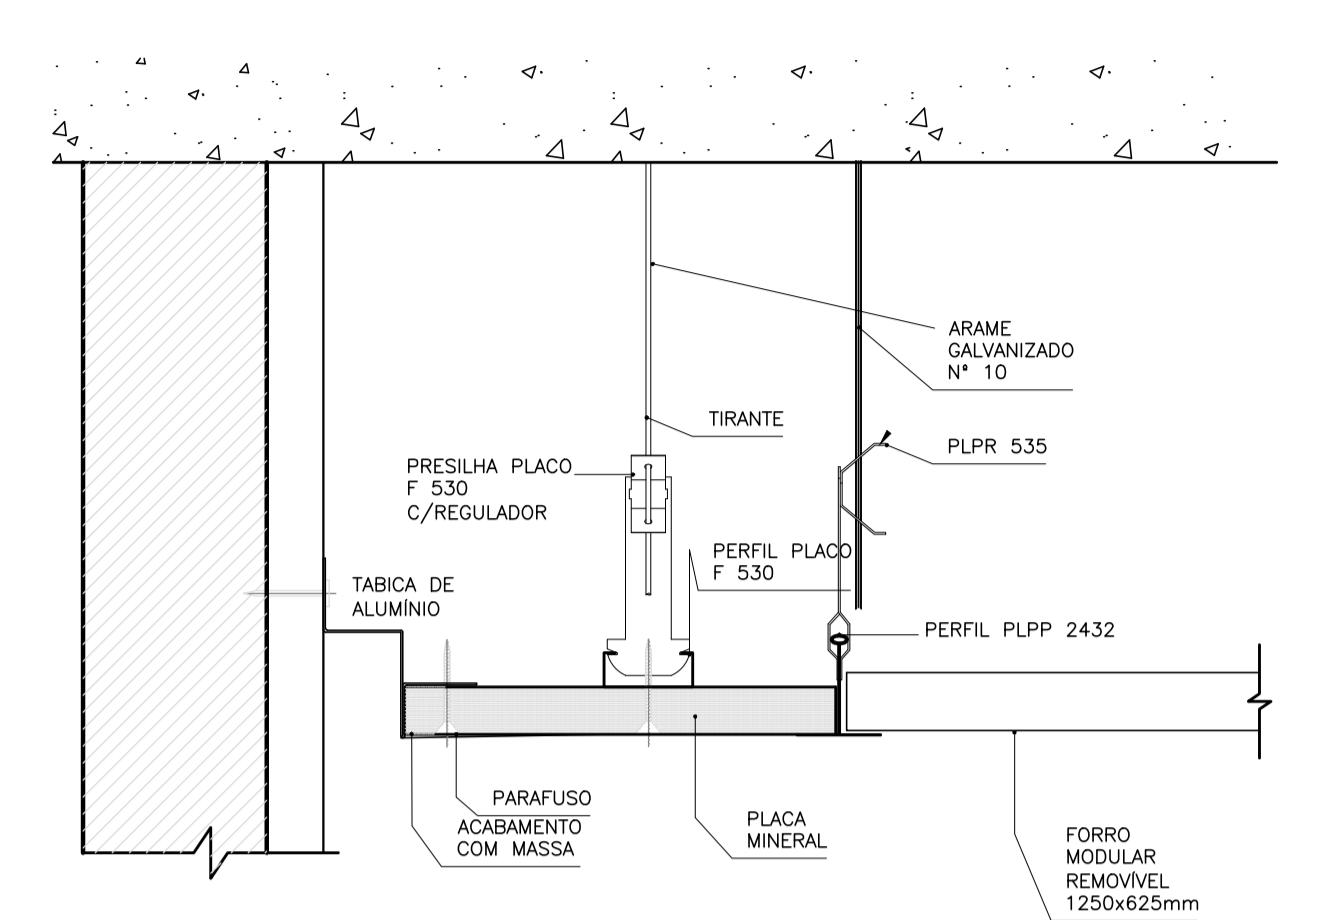 ARAME
GALVANIZADO
Nº 10
TIRANTE
PLPR 535
PRESILHA PLACO
F 530
C/REGULADOR
PERFIL PLACO
F 530
TABICA DE
ALUMÍNIO
PERFIL PLPP 2432
PARAFUSO
ACABAMENTO
COM MASSA
PLACA
MINERAL
FORRO
MODULAR
REMOVÍVEL
1250x625mm